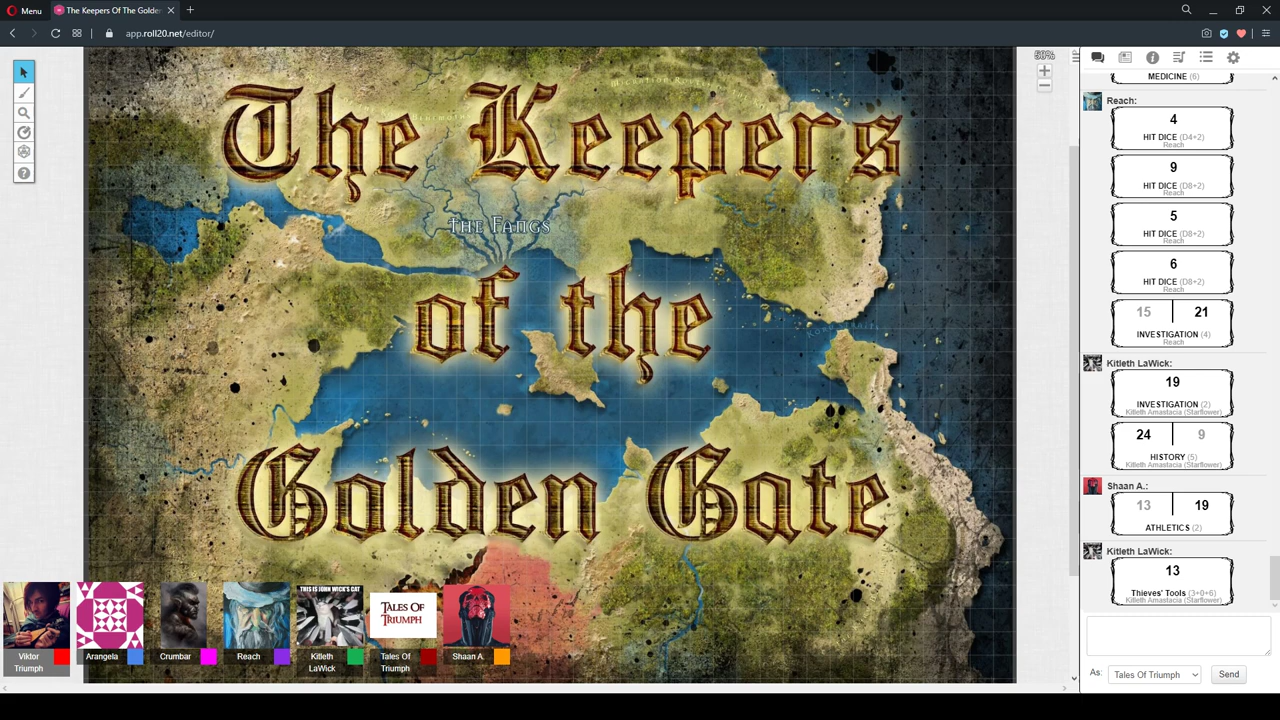 Menu
The Keepers Of The Golden
app.roll20.net/editor/
50%
The Keepers
of the
Golden Gate
The Fangs
MEDICINE (6)
Reach:
4
HIT DICE (D4+2)
Reach
9
HIT DICE (D8+2)
Reach
5
HIT DICE (D8+2)
Reach
6
HIT DICE (D8+2)
Reach
15 21
INVESTIGATION (4)
Reach
Kitleth LaWick:
19
INVESTIGATION (2)
Killeth Amastacia (Starflower)
24 9
HISTORY (5)
Killeth Amastacia (Starflower)
Shaan A.:
13 19
ATHLETICS (2)
Kitleth LaWick:
13
Thieves' Tools (3+0+6)
Killeth Amastacia (Starflower)
As:
Tales Of Triumph
Send
THIS IS JOHN WICK'S CAT
TALES OF
TRIUMPH
Viktor
Triumph
Arangela
Crumbar
Reach
Kitleth
LaWick
Tales Of
Triumph
Shaan A.